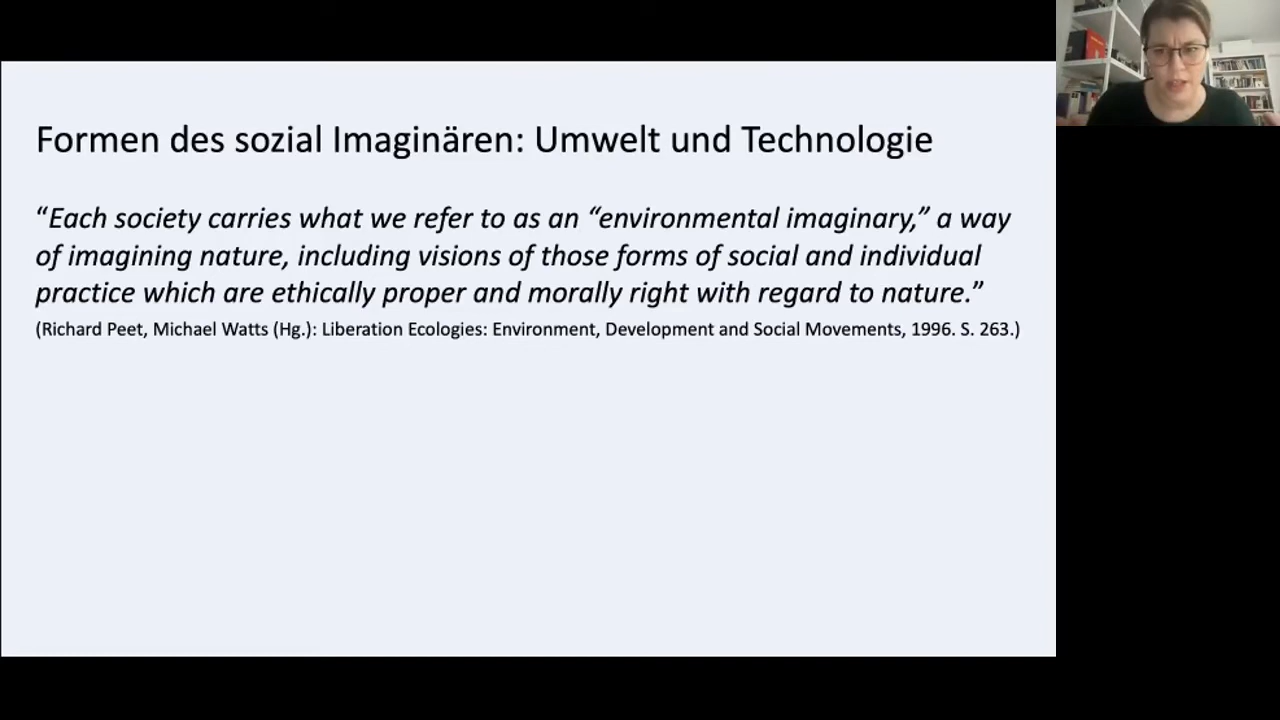 Formen des sozial Imaginären: Umwelt und Technologie
“Each society carries what we refer to as an “environmental imaginary,” a way
of imagining nature, including visions of those forms of social and individual
practice which are ethically proper and morally right with regard to nature.”
(Richard Peet, Michael Watts (Hg.): Liberation Ecologies: Environment, Development and Social Movements, 1996. S. 263.)